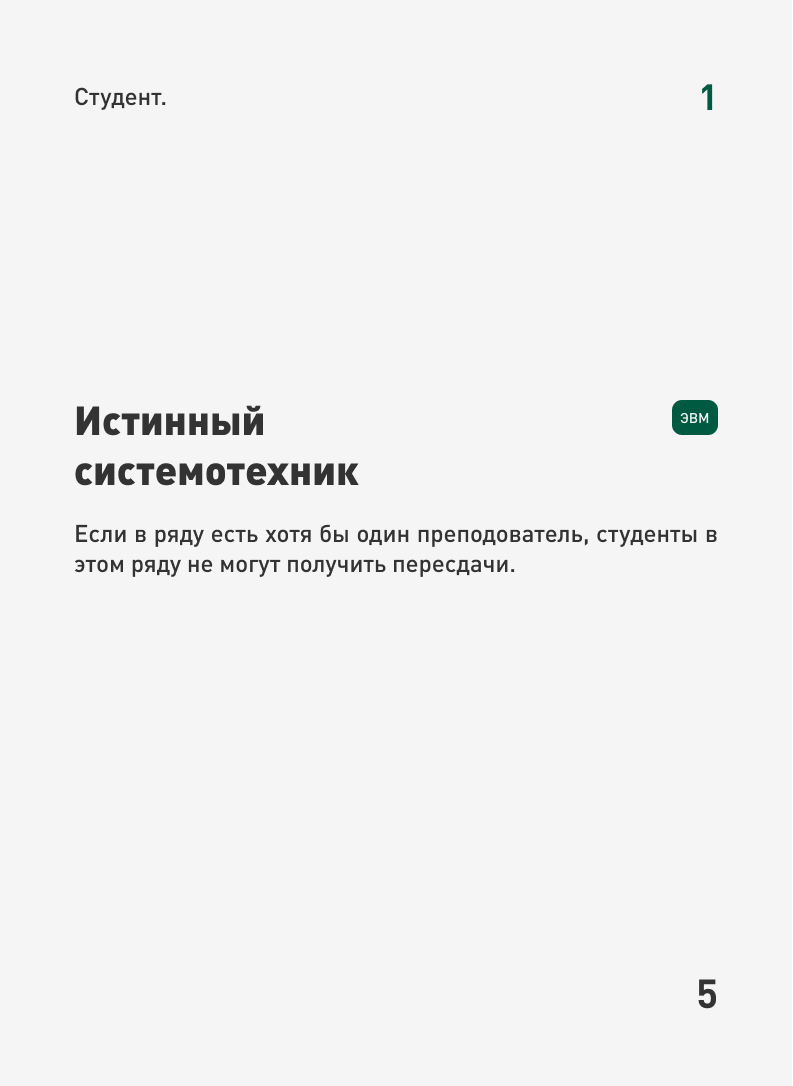 Студент.
1
Истинный
системотехник
ЭВМ
Если в ряду есть хотя бы один преподователь, студенты в
этом ряду не могут получить пересдачи.
5